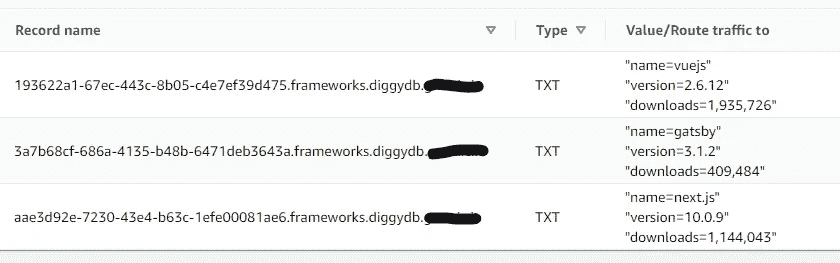 Record name Type Value/Route traffic to
"name=vuejs"
193622a1-67ec-443c-8b05-c4e7ef39d475.frameworks.diggydb. TXT "version=2.6.12"
"downloads=1,935,726"
"name=gatsby"
3a7b68cf-686a-4135-b48b-6471deb3643a.frameworks.diggydb. TXT "version=3.1.2"
"downloads=409,484"
"name=next.js"
aae3d92e-7230-43e4-b63c-1efe00081ae6.frameworks.diggydb. TXT "version=10.0.9"
"downloads=1,144,043"